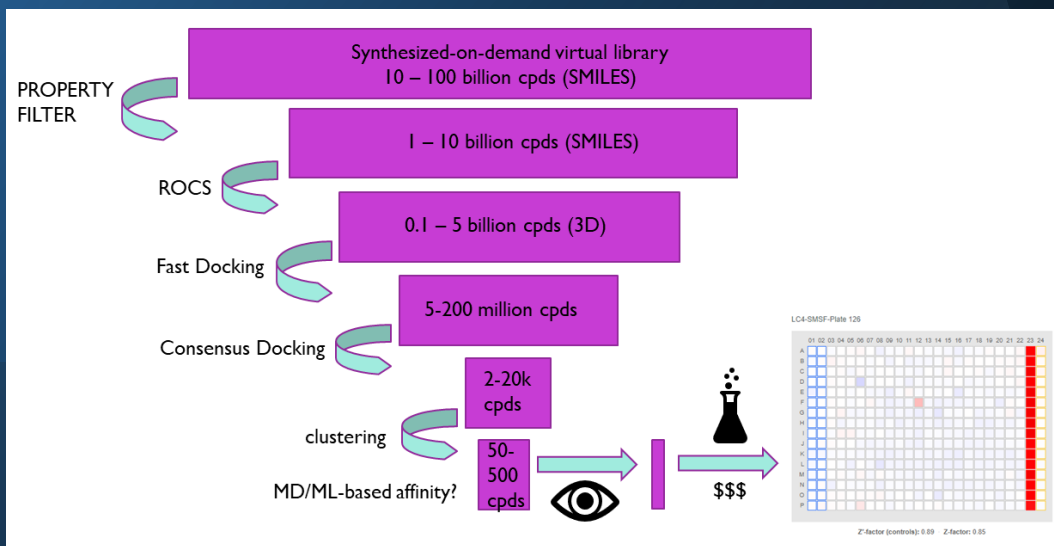 Synthesized-on-demand virtual library
10 – 100 billion cpds (SMILES)
PROPERTY
FILTER
1 – 10 billion cpds (SMILES)
ROCS
0.1 – 5 billion cpds (3D)
Fast Docking
5-200 million cpds
Consensus Docking
2-20k
cpds
clustering
50-
500
cpds
MD/ML-based affinity?
$$$
LC4-SMSF-Plate 126
01 02 03 04 05 06 07 08 09 10 11 12 13 14 15 16 17 18 19 20 21 22 23 24
A
B
C
D
E
F
G
H
I
J
K
L
M
N
O
P
Z'-factor (controls): 0.89 Z-factor: 0.85